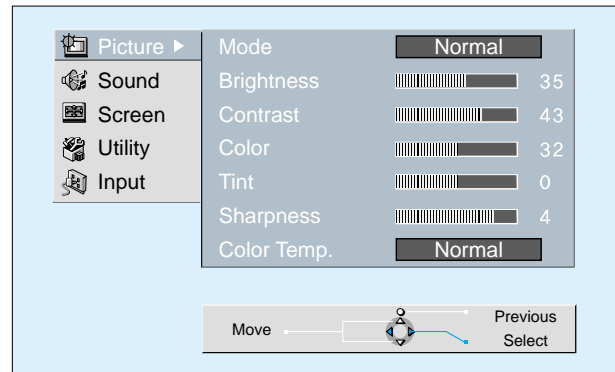 Picture
Sound
Screen
Utility
Input
Mode Normal
Brightness 35
Contrast 43
Color 32
Tint 0
Sharpness 4
Color Temp. Normal
Move
Previous
Select